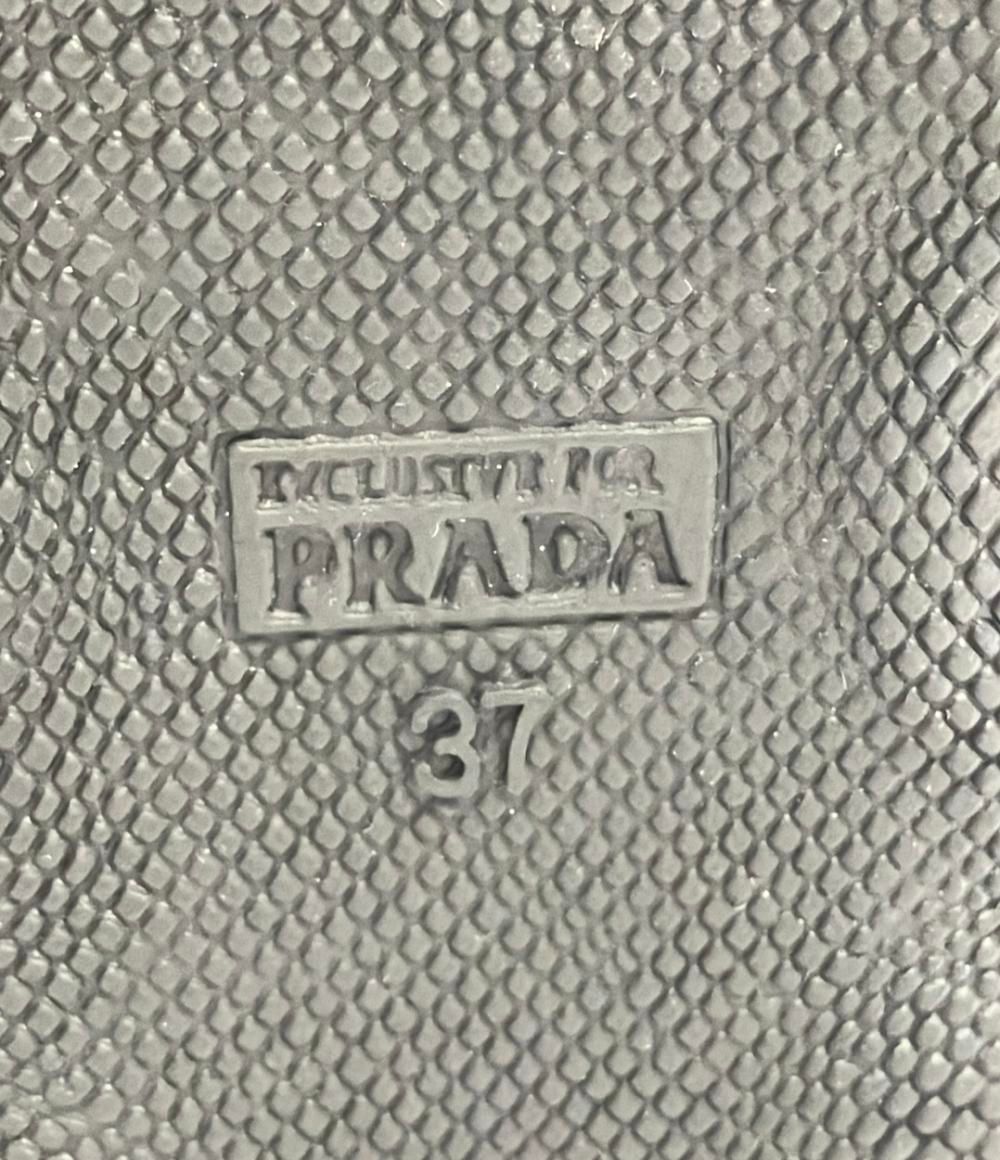 EXCLUSIVE FOR
PRADA
37